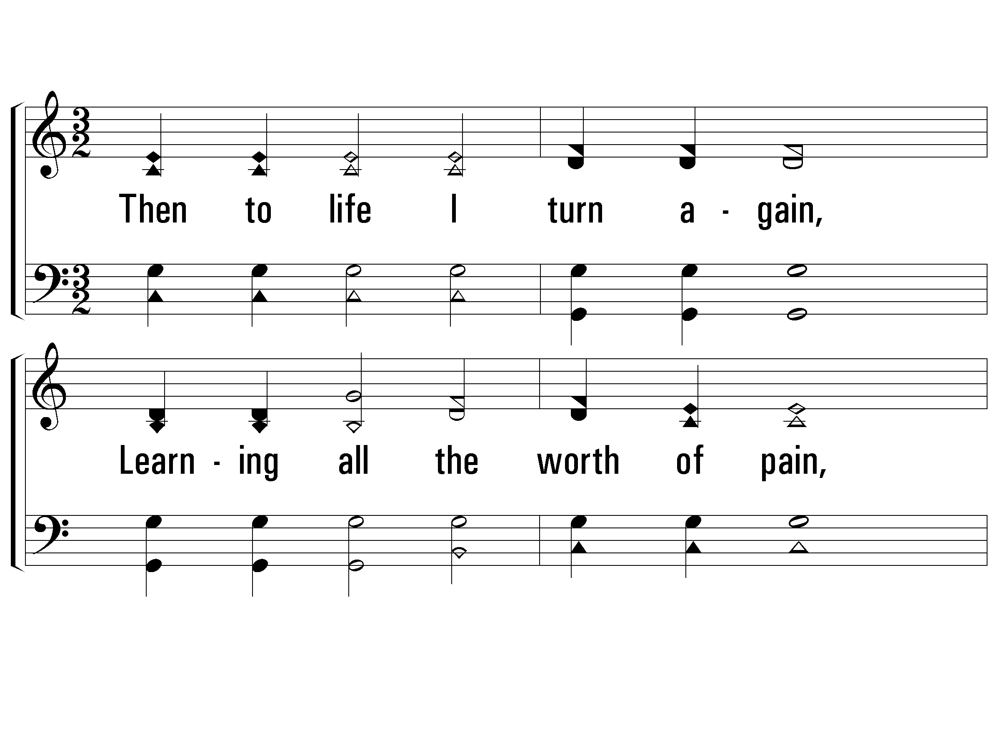 Then to life I turn a - gain,
Learn - ing all the worth of pain,